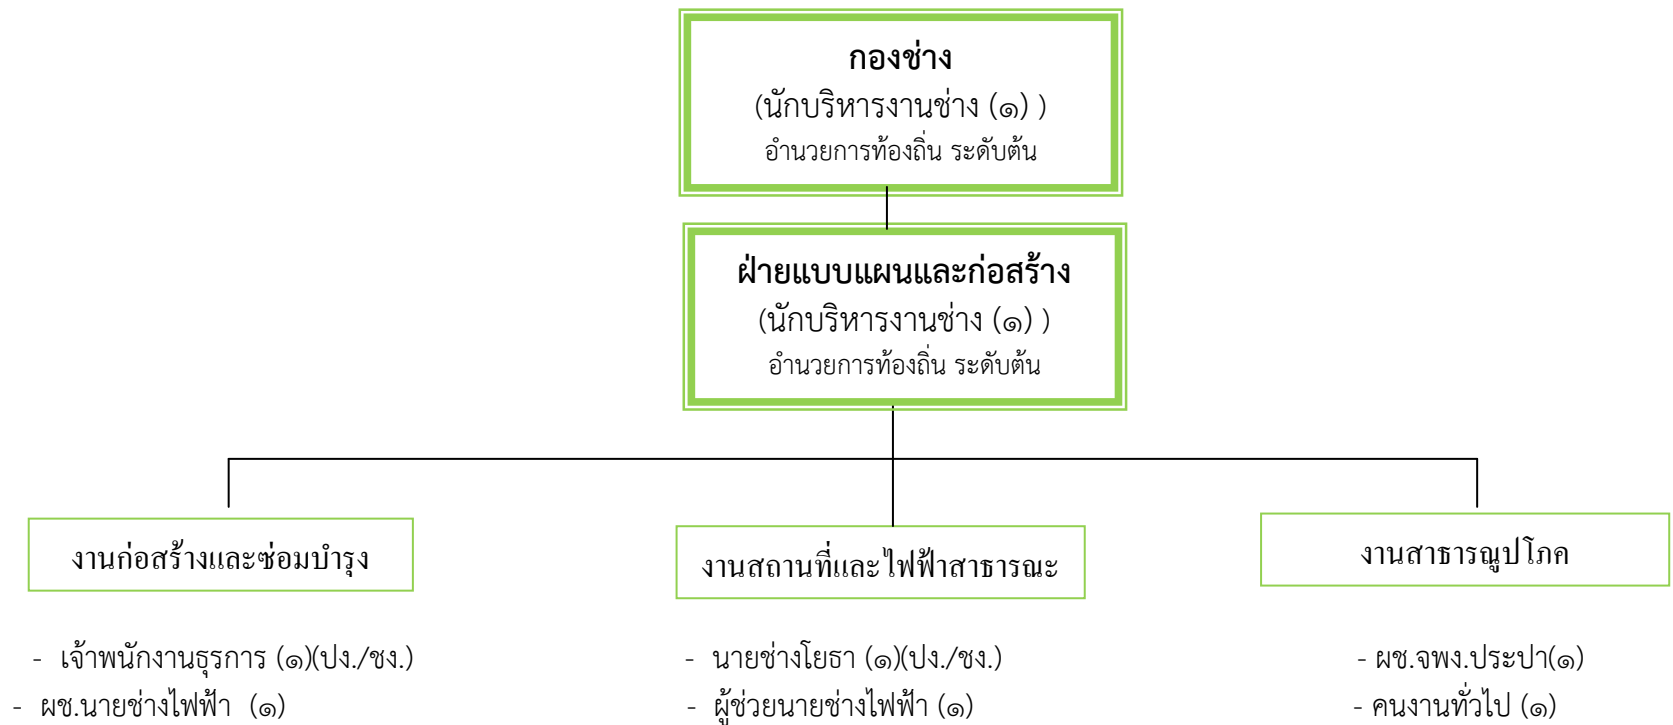 กองช่าง
(นักบริหารงานช่าง (๑) )
อำนวยการท้องถิ่น ระดับต้น
ฝ่ายแบบแผนและก่อสร้าง
(นักบริหารงานช่าง (๑) )
อำนวยการท้องถิ่น ระดับต้น
งานก่อสร้างและซ่อมบำรุง
งานสถานที่และไฟฟ้าสาธารณะ
งานสาธารณูปโภค
- เจ้าพนักงานธุรการ (๑)(ปง./ชง.)
- ผช.นายช่างไฟฟ้า (๑)
- นายช่างโยธา (๑)(ปง./ชง.)
- ผู้ช่วยนายช่างไฟฟ้า (๑)
- ผช.จพง.ประปา(๑)
- คนงานทั่วไป (๑)